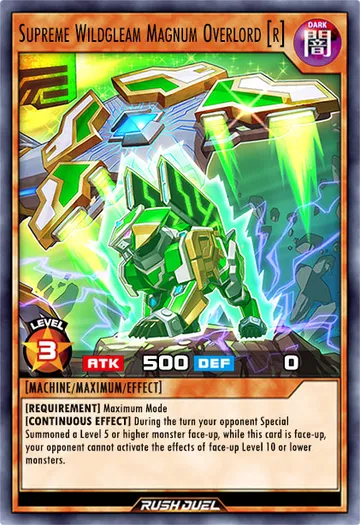 SUPREME WILDGLEAM MAGNUM OVERLORD [R]
DARK
闇
LEVEL
3
ATK 500 DEF 0
[MACHINE/MAXIMUM/EFFECT]
[REQUIREMENT] Maximum Mode
[CONTINUOUS EFFECT] During the turn your opponent Special
Summoned a Level 5 or higher monster face-up, while this card is face-up,
your opponent cannot activate the effects of face-up Level 10 or lower
monsters.
RUSH DUEL